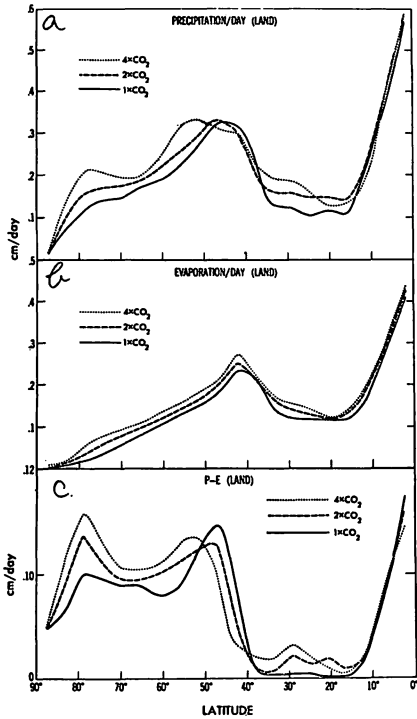 a
PRECIPITATION/DAY (LAND)
.6
.5
4×CO₂
2×CO₂
1×CO₂
.4
.3
.2
.1
cm/day
.5
b
EVAPORATION/DAY (LAND)
.4
4×CO₂
2×CO₂
1×CO₂
.3
.2
.1
.12
c.
P-E (LAND)
4×CO₂
2×CO₂
1×CO₂
cm/day
.10
0
90° 80° 70° 60° 50° 40° 30° 20° 10° 0°
LATITUDE